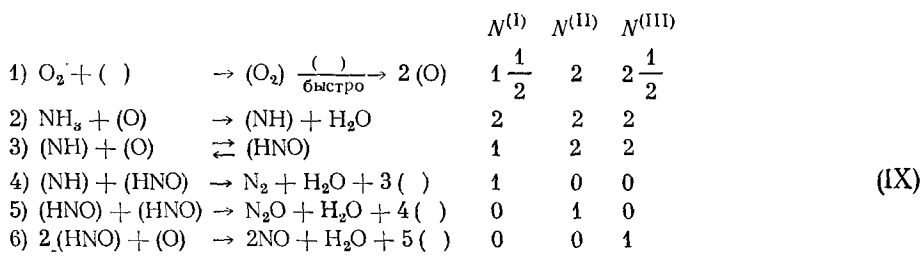 N^(I) N^(II) N^(III)
1) O₂ + ( ) → (O₂) —( )/быстро→ 2 (O) 1 1/2 2 2 1/2
2) NH₃ + (O) → (NH) + H₂O 2 2 2
3) (NH) + (O) ⇄ (HNO) 1 2 2
4) (NH) + (HNO) → N₂ + H₂O + 3 ( ) 1 0 0
5) (HNO) + (HNO) → N₂O + H₂O + 4 ( ) 0 1 0
6) 2 (HNO) + (O) → 2NO + H₂O + 5 ( ) 0 0 1
(IX)